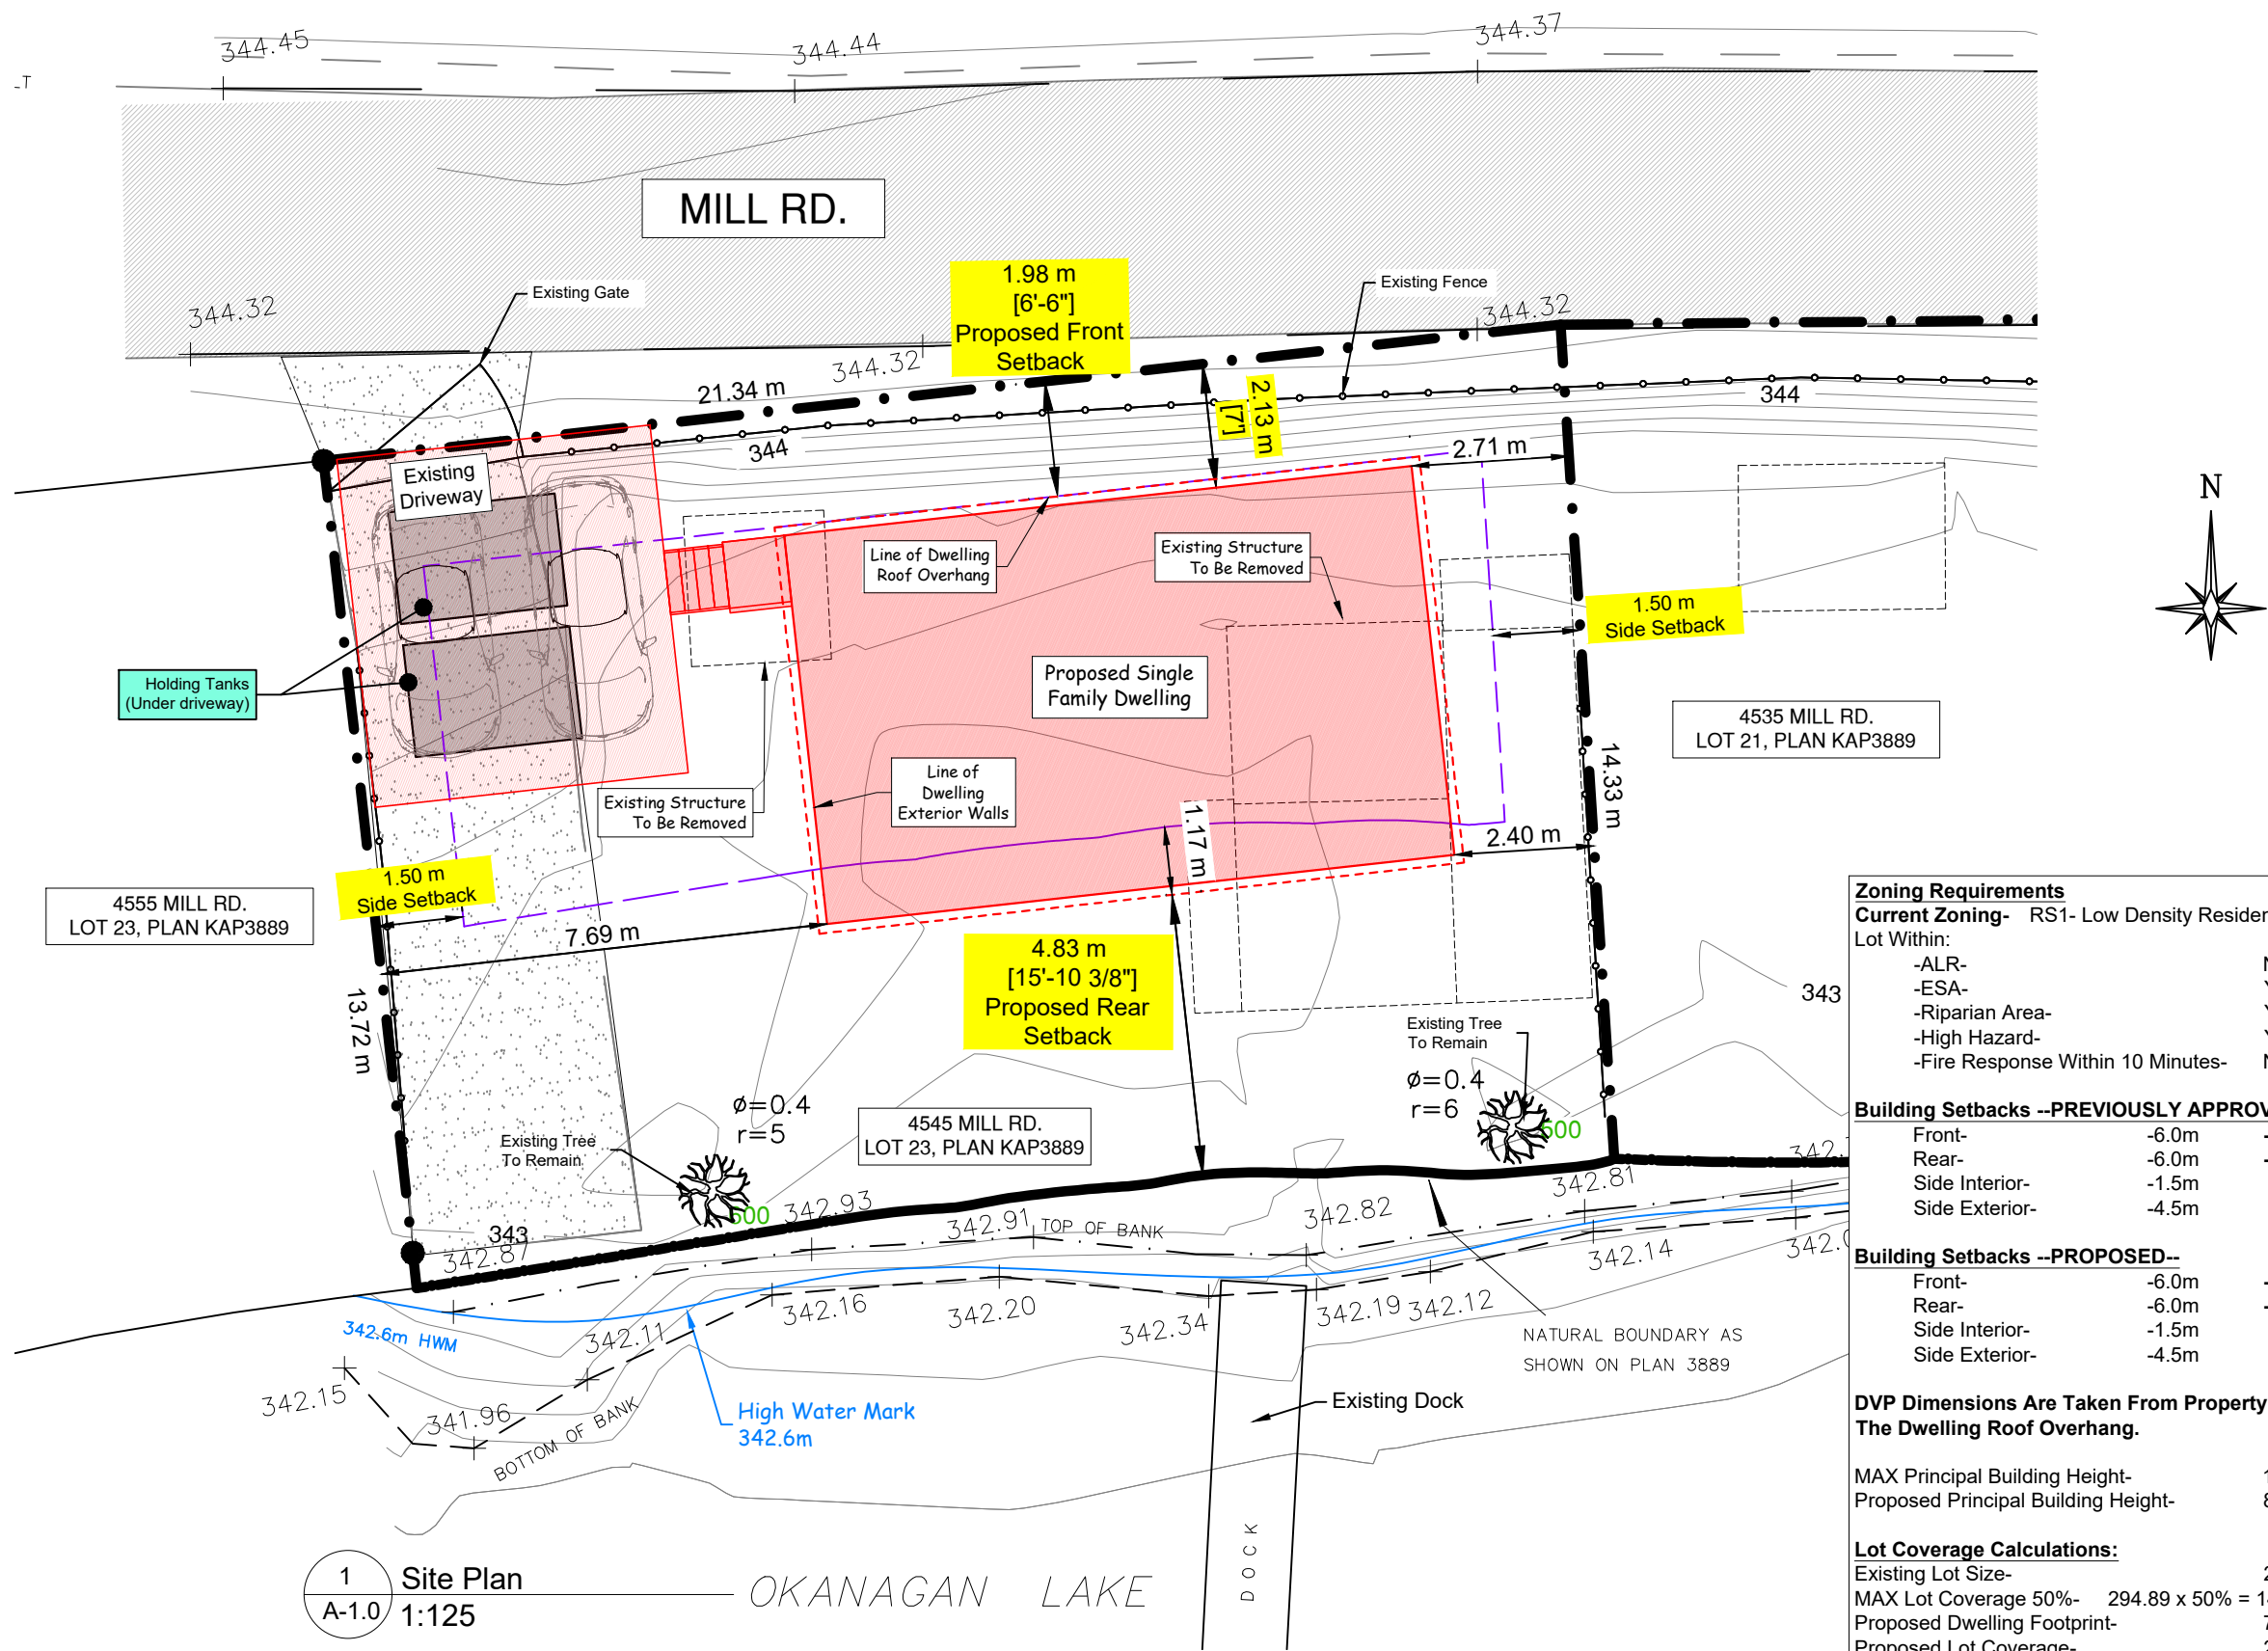 344.45
344.44
344.37
-T
MILL RD.
1.98 m
[6'-6"]
Proposed Front
Setback
Existing Gate
Existing Fence
344.32
344.32
344.32
21.34 m
2.13 m
[7']
344
344
2.71 m
N
Existing
Driveway
Line of Dwelling
Roof Overhang
Existing Structure
To Be Removed
1.50 m
Side Setback
Holding Tanks
(Under driveway)
Proposed Single
Family Dwelling
4535 MILL RD.
LOT 21, PLAN KAP3889
14.33 m
Line of
Dwelling
Exterior Walls
Existing Structure
To Be Removed
1.17 m
2.40 m
1.50 m
Side Setback
4555 MILL RD.
LOT 23, PLAN KAP3889
7.69 m
4.83 m
[15'-10 3/8"]
Proposed Rear
Setback
13.72 m
343
Existing Tree
To Remain
ø=0.4
r=6
500
ø=0.4
r=5
4545 MILL RD.
LOT 23, PLAN KAP3889
Existing Tree
To Remain
500
343
342.87
342.93
342.91
TOP OF BANK
342.82
342.81
342.14
342.6m HWM
342.11
342.16
342.20
342.34
342.19
342.12
342.15
341.96
BOTTOM OF BANK
High Water Mark
342.6m
NATURAL BOUNDARY AS
SHOWN ON PLAN 3889
Existing Dock
DOCK
1
A-1.0
Site Plan
1:125
OKANAGAN LAKE
Zoning Requirements
Current Zoning- RS1- Low Density
Lot Within:
-ALR-
-ESA-
-Riparian Area-
-High Hazard-
-Fire Response Within 10 Minutes-
Building Setbacks --PREVIOUSLY
Front- -6.0m
Rear- -6.0m
Side Interior- -1.5m
Side Exterior- -4.5m
Building Setbacks --PROPOSED--
Front- -6.0m
Rear- -6.0m
Side Interior- -1.5m
Side Exterior- -4.5m
DVP Dimensions Are Taken From Property
The Dwelling Roof Overhang.
MAX Principal Building Height-
Proposed Principal Building Height-
Lot Coverage Calculations:
Existing Lot Size-
MAX Lot Coverage 50%- 294.89 x 50% =
Proposed Dwelling Footprint-
Proposed Lot Coverage-